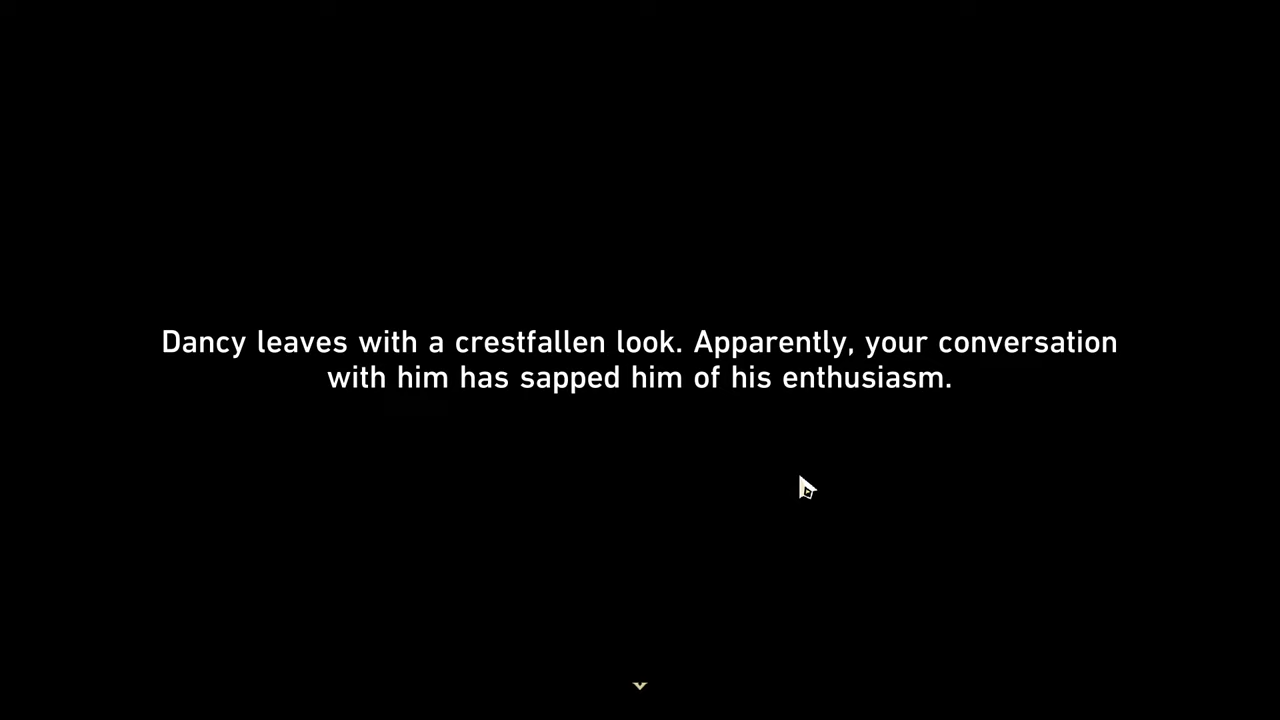 Dancy leaves with a crestfallen look. Apparently, your conversation
with him has sapped him of his enthusiasm.